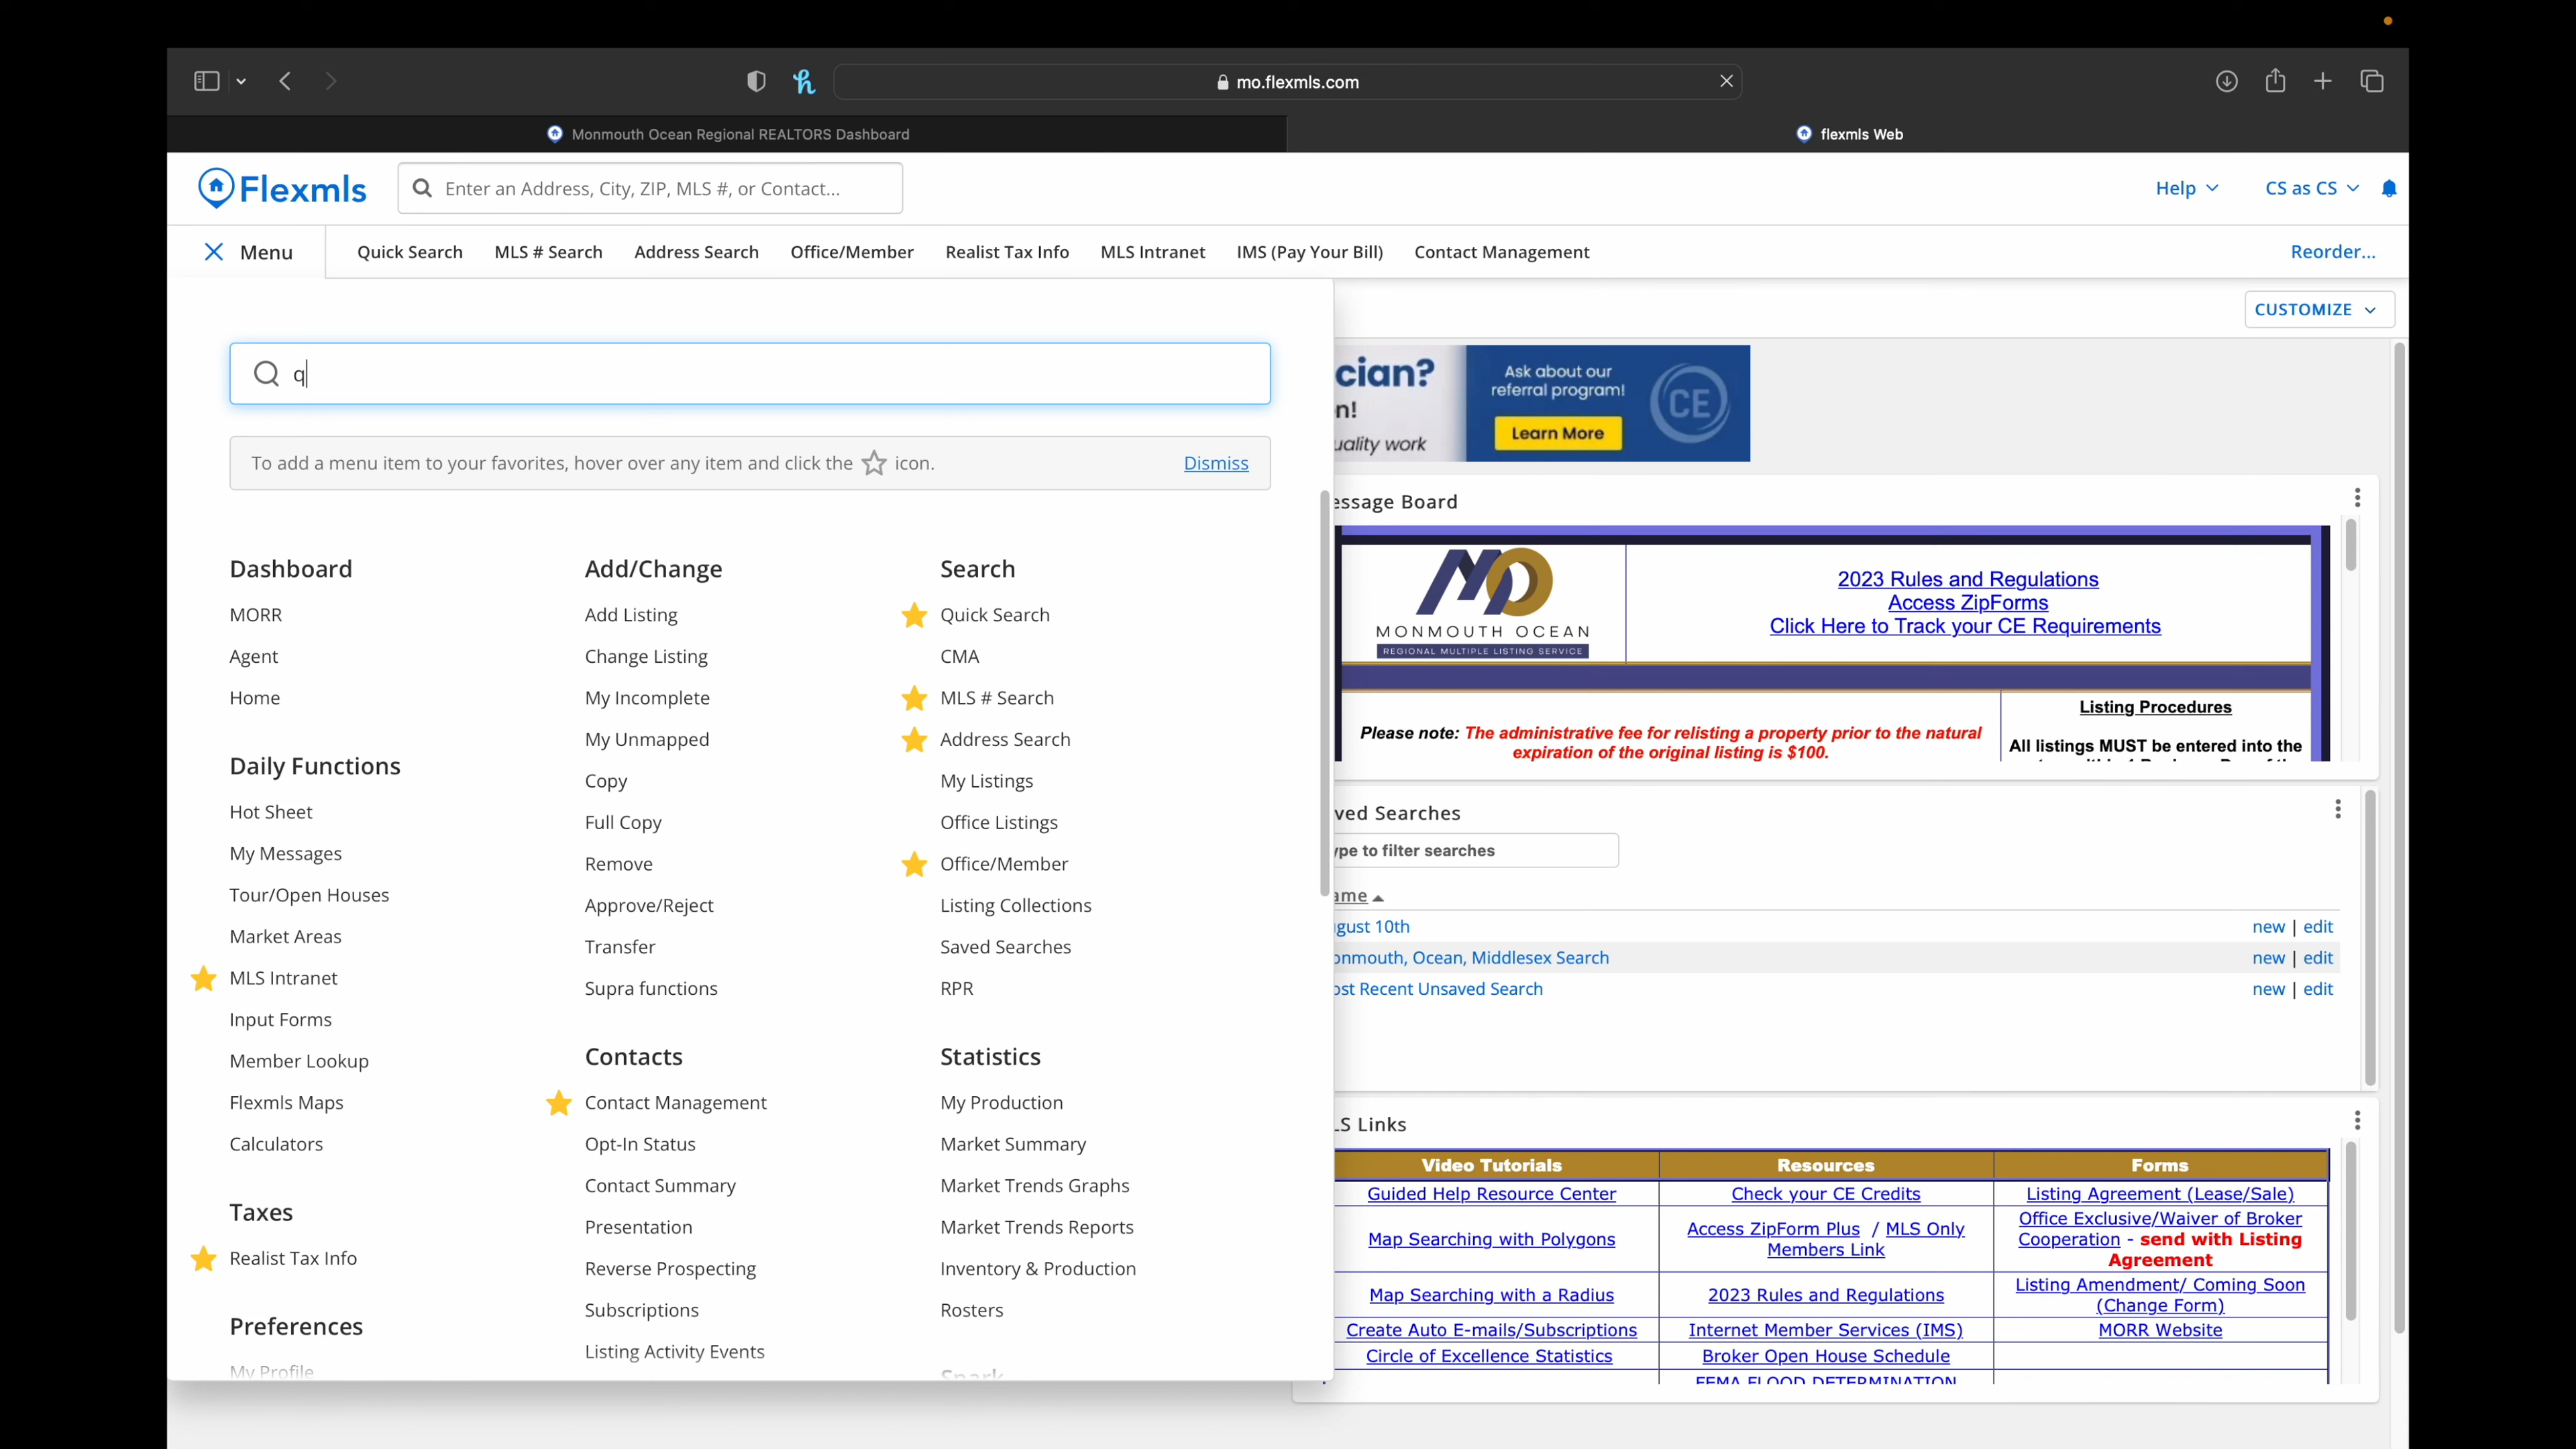 mo.flexmls.com
Monmouth Ocean Regional REALTORS Dashboard
flexmls Web
Flexmls
Enter an Address, City, ZIP, MLS #, or Contact...
Help
CS as CS
Menu
Quick Search
MLS # Search
Address Search
Office/Member
Realist Tax Info
MLS Intranet
IMS (Pay Your Bill)
Contact Management
Reorder...
CUSTOMIZE
q
To add a menu item to your favorites, hover over any item and click the icon.
Dismiss
Dashboard
MORR
Agent
Home
Daily Functions
Hot Sheet
My Messages
Tour/Open Houses
Market Areas
MLS Intranet
Input Forms
Member Lookup
Flexmls Maps
Calculators
Taxes
Realist Tax Info
Preferences
My Profile
Add/Change
Add Listing
Change Listing
My Incomplete
My Unmapped
Copy
Full Copy
Remove
Approve/Reject
Transfer
Supra functions
Contacts
Contact Management
Opt-In Status
Contact Summary
Presentation
Reverse Prospecting
Subscriptions
Listing Activity Events
Search
Quick Search
CMA
MLS # Search
Address Search
My Listings
Office Listings
Office/Member
Listing Collections
Saved Searches
RPR
Statistics
My Production
Market Summary
Market Trends Graphs
Market Trends Reports
Inventory & Production
Rosters
Spark
cian?
n!
uality work
Ask about our
referral program!
Learn More
CE
essage Board
MO
MONMOUTH OCEAN
REGIONAL MULTIPLE LISTING SERVICE
2023 Rules and Regulations
Access ZipForms
Click Here to Track your CE Requirements
Please note: The administrative fee for relisting a property prior to the natural
expiration of the original listing is $100.
Listing Procedures
All listings MUST be entered into the
ved Searches
ype to filter searches
ame
gust 10th
new | edit
onmouth, Ocean, Middlesex Search
new | edit
ost Recent Unsaved Search
new | edit
LS Links
Video Tutorials
Resources
Forms
Guided Help Resource Center
Check your CE Credits
Listing Agreement (Lease/Sale)
Map Searching with Polygons
Access ZipForm Plus / MLS Only
Members Link
Office Exclusive/Waiver of Broker
Cooperation - send with Listing
Agreement
Map Searching with a Radius
2023 Rules and Regulations
Listing Amendment/ Coming Soon
(Change Form)
Create Auto E-mails/Subscriptions
Internet Member Services (IMS)
MORR Website
Circle of Excellence Statistics
Broker Open House Schedule
FEMA FLOOD DETERMINATION